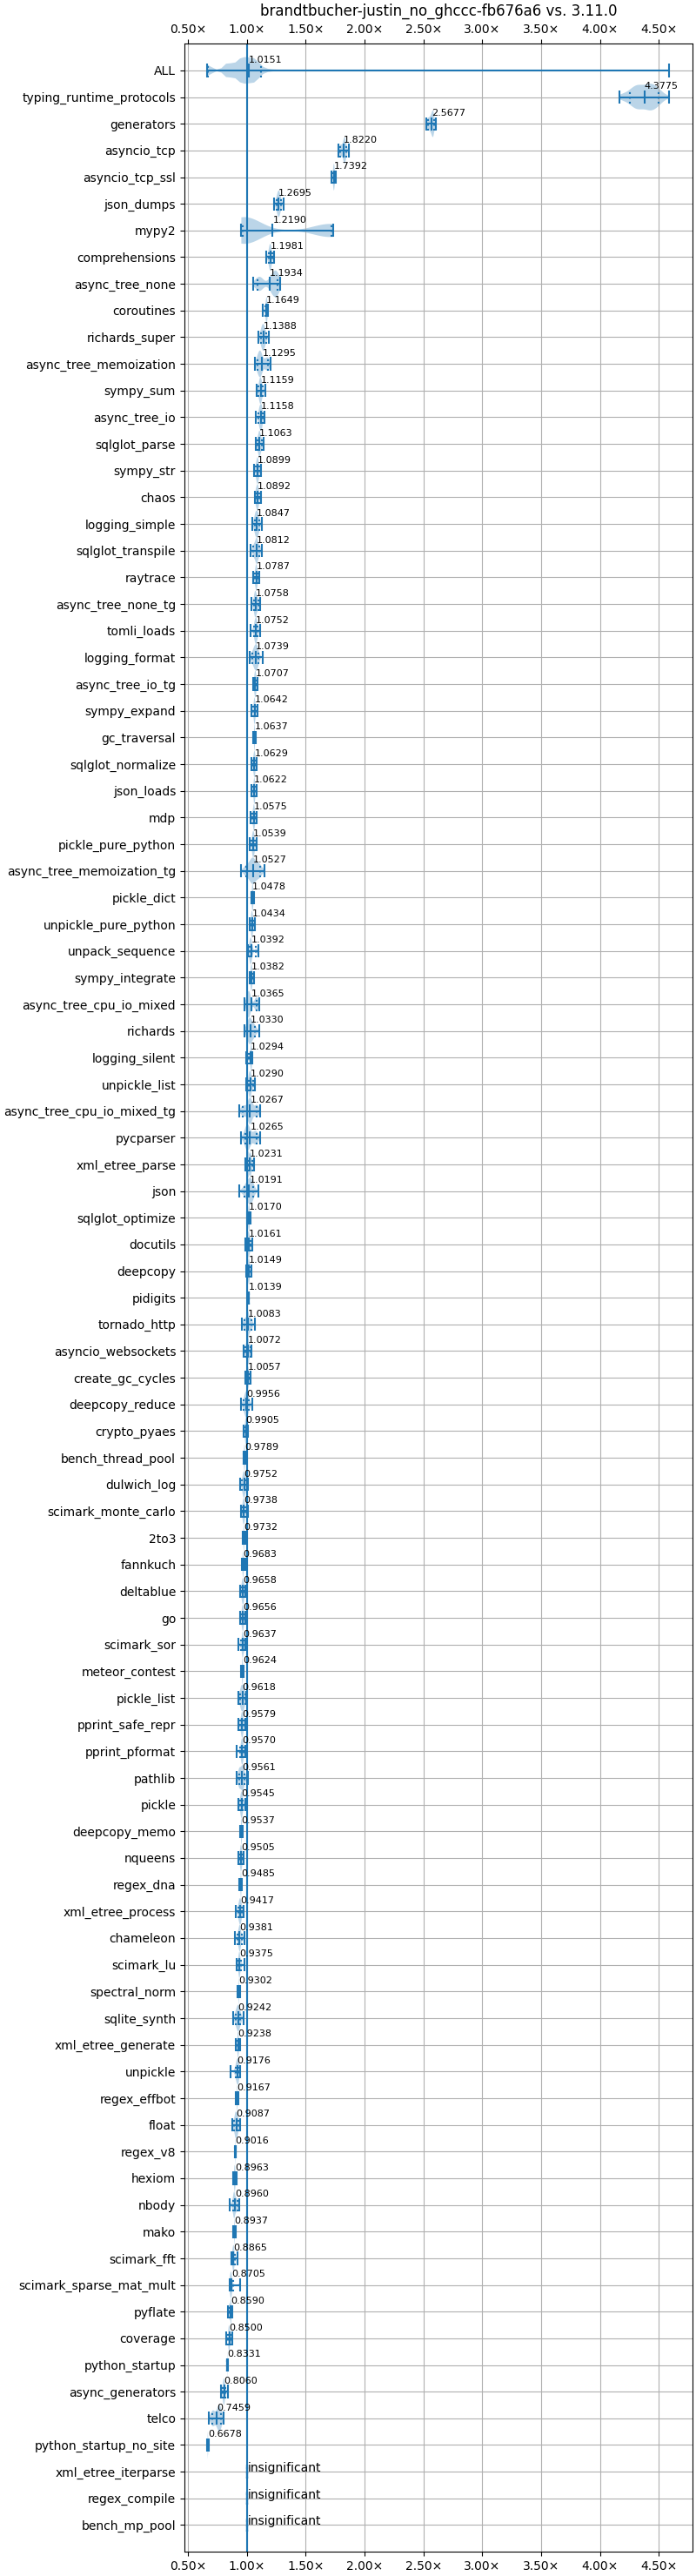 brandtbucher-justin_no_ghccc-fb676a6 vs. 3.11.0
0.50× 1.00× 1.50× 2.00× 2.50× 3.00× 3.50× 4.00× 4.50×
ALL 1.0151
typing_runtime_protocols 4.3775
generators 2.5677
asyncio_tcp 1.8220
asyncio_tcp_ssl 1.7392
json_dumps 1.2695
mypy2 1.2190
comprehensions 1.1981
async_tree_none 1.1934
coroutines 1.1649
richards_super 1.1388
async_tree_memoization 1.1295
sympy_sum 1.1159
async_tree_io 1.1158
sqlglot_parse 1.1063
sympy_str 1.0899
chaos 1.0892
logging_simple 1.0847
sqlglot_transpile 1.0812
raytrace 1.0787
async_tree_none_tg 1.0758
tomli_loads 1.0752
logging_format 1.0739
async_tree_io_tg 1.0707
sympy_expand 1.0642
gc_traversal 1.0637
sqlglot_normalize 1.0629
json_loads 1.0622
mdp 1.0575
pickle_pure_python 1.0539
async_tree_memoization_tg 1.0527
pickle_dict 1.0478
unpickle_pure_python 1.0434
unpack_sequence 1.0392
sympy_integrate 1.0382
async_tree_cpu_io_mixed 1.0365
richards 1.0330
logging_silent 1.0294
unpickle_list 1.0290
async_tree_cpu_io_mixed_tg 1.0267
pycparser 1.0265
xml_etree_parse 1.0231
json 1.0191
sqlglot_optimize 1.0170
docutils 1.0161
deepcopy 1.0149
pidigits 1.0139
tornado_http 1.0083
asyncio_websockets 1.0072
create_gc_cycles 1.0057
deepcopy_reduce 0.9956
crypto_pyaes 0.9905
bench_thread_pool 0.9789
dulwich_log 0.9752
scimark_monte_carlo 0.9738
2to3 0.9732
fannkuch 0.9683
deltablue 0.9658
go 0.9656
scimark_sor 0.9637
meteor_contest 0.9624
pickle_list 0.9618
pprint_safe_repr 0.9579
pprint_pformat 0.9570
pathlib 0.9561
pickle 0.9545
deepcopy_memo 0.9537
nqueens 0.9505
regex_dna 0.9485
xml_etree_process 0.9417
chameleon 0.9381
scimark_lu 0.9375
spectral_norm 0.9302
sqlite_synth 0.9242
xml_etree_generate 0.9238
unpickle 0.9176
regex_effbot 0.9167
float 0.9087
regex_v8 0.9016
hexiom 0.8963
nbody 0.8960
mako 0.8937
scimark_fft 0.8865
scimark_sparse_mat_mult 0.8705
pyflate 0.8590
coverage 0.8500
python_startup 0.8331
async_generators 0.8060
telco 0.7459
python_startup_no_site 0.6678
xml_etree_iterparse insignificant
regex_compile insignificant
bench_mp_pool insignificant
0.50× 1.00× 1.50× 2.00× 2.50× 3.00× 3.50× 4.00× 4.50×